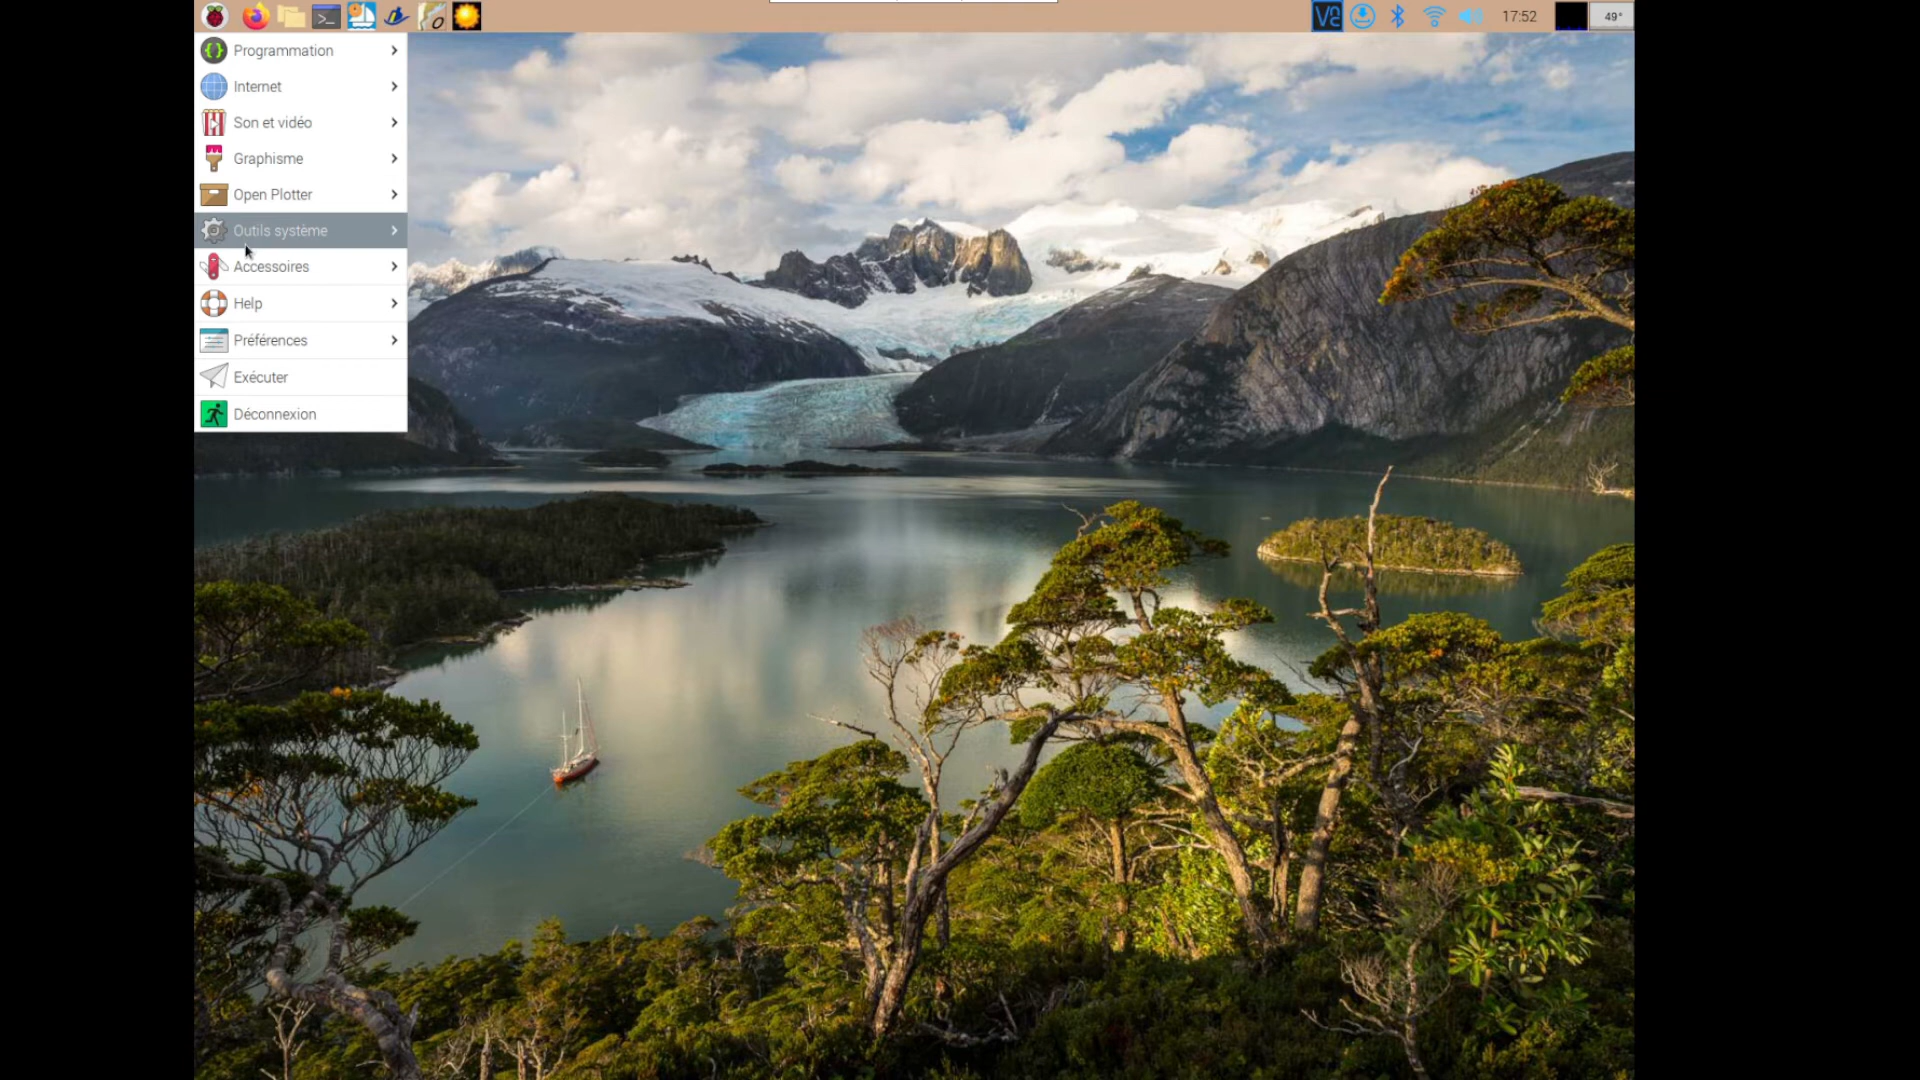 17:52
49°
Programmation
Internet
Son et vidéo
Graphisme
Open Plotter
Outils système
Accessoires
Help
Préférences
Exécuter
Déconnexion